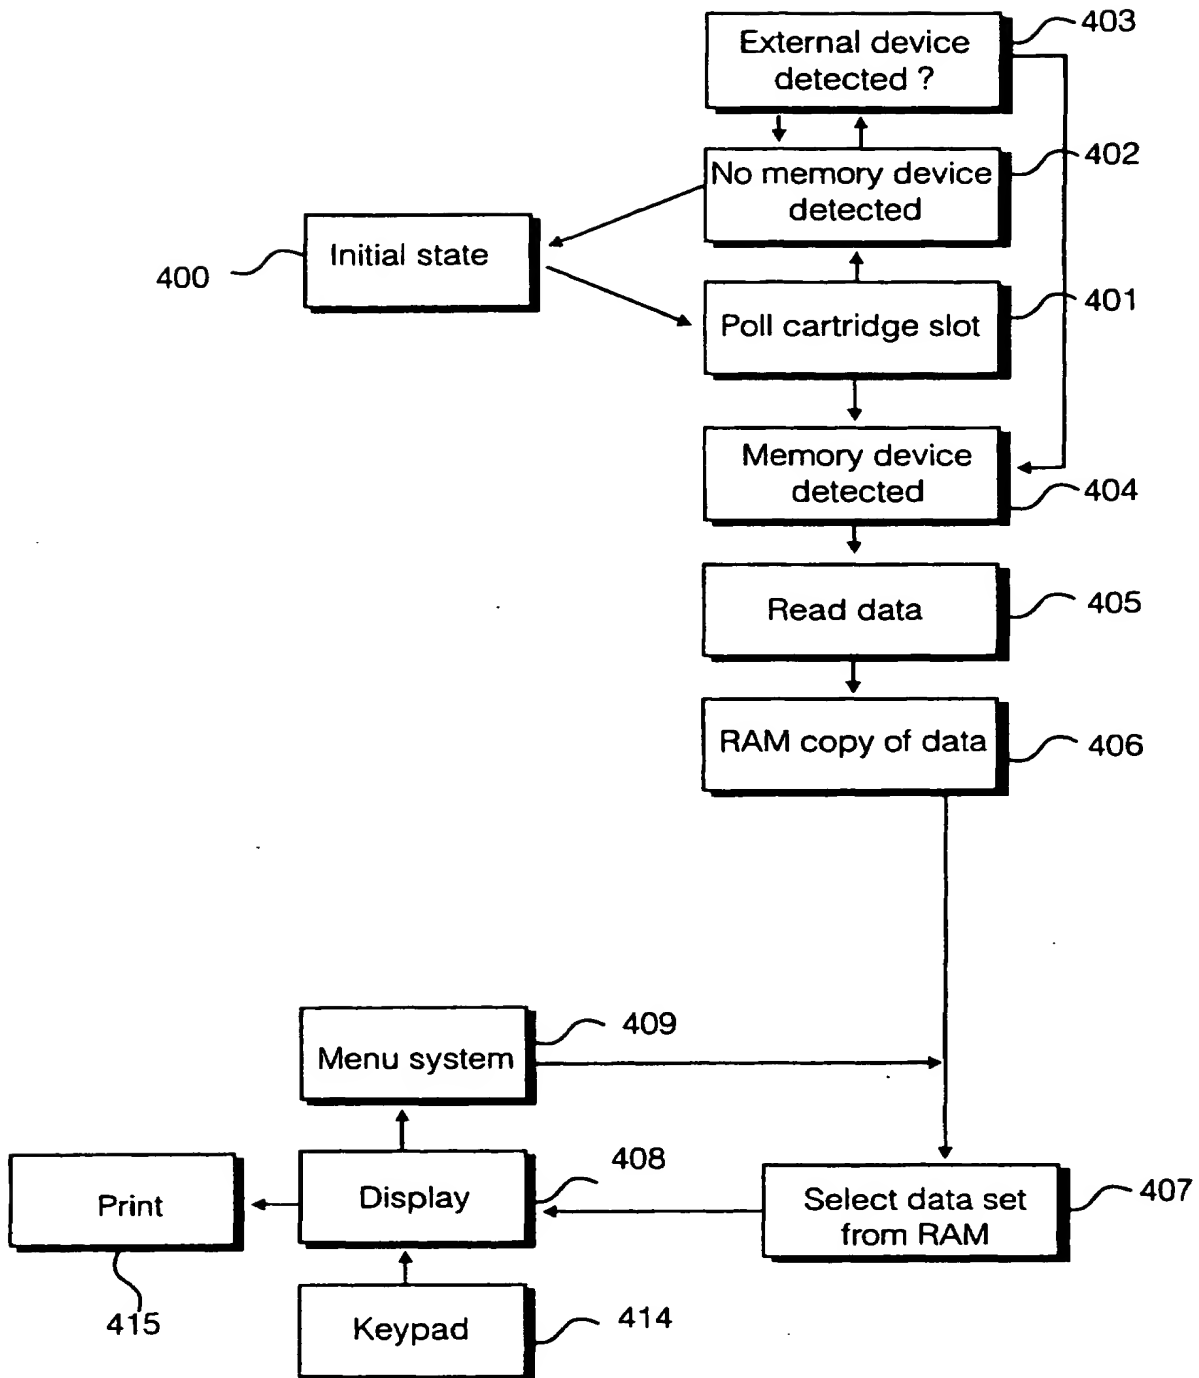 External device
detected ?
403
No memory device
detected
402
Initial state
400
Poll cartridge slot
401
Memory device
detected
404
Read data
405
RAM copy of data
406
Menu system
409
Display
408
Print
415
Select data set
from RAM
407
Keypad
414